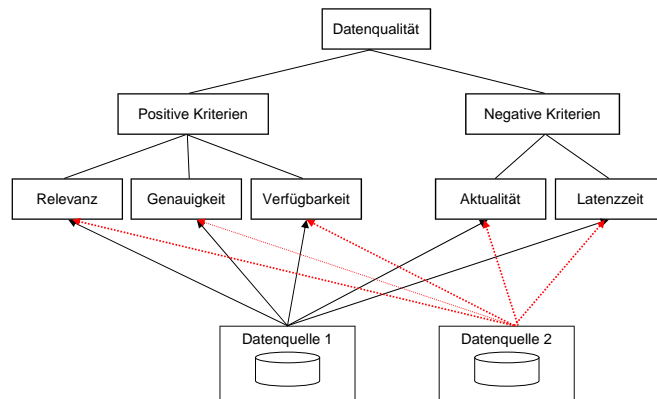 Datenqualität
Positive Kriterien
Negative Kriterien
Relevanz
Genauigkeit
Verfügbarkeit
Aktualität
Latenzzeit
Datenquelle 1
Datenquelle 2